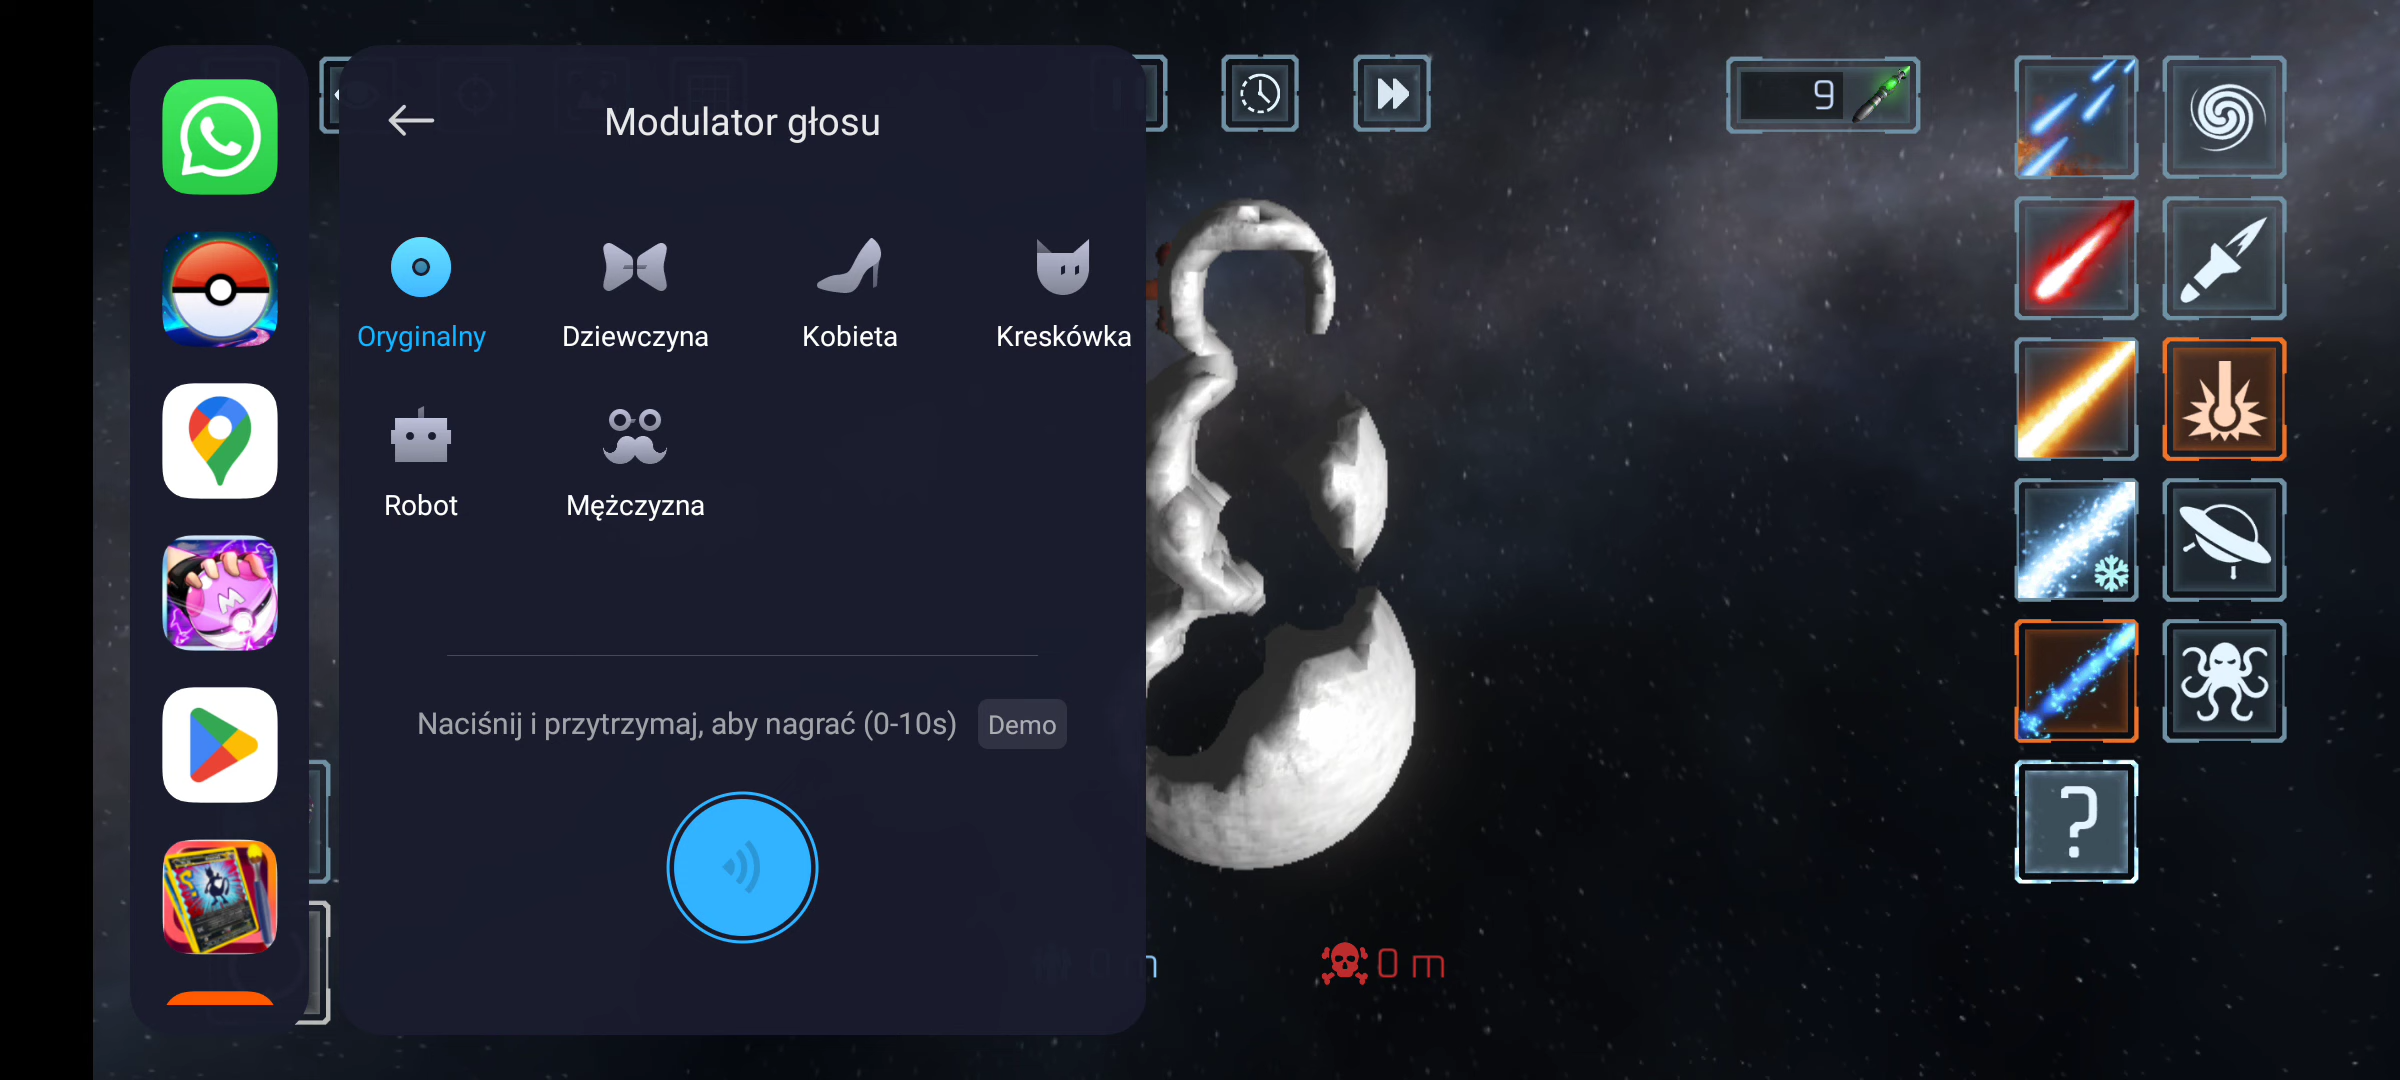 Modulator głosu
9
Oryginalny
Dziewczyna
Kobieta
Kreskówka
Robot
Mężczyzna
Naciśnij i przytrzymaj, aby nagrać (0-10s)
Demo
?
0 m